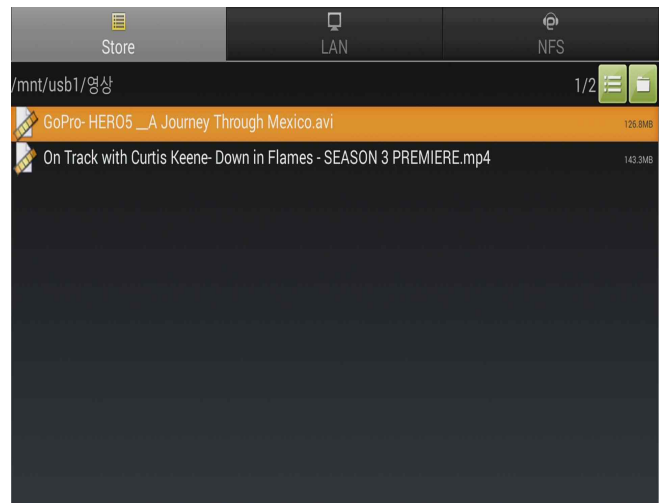 Store LAN NFS
/mnt/usb1/영상 1/2
GoPro- HERO5 __A Journey Through Mexico.avi 126.8MB
On Track with Curtis Keene- Down in Flames - SEASON 3 PREMIERE.mp4 143.3MB